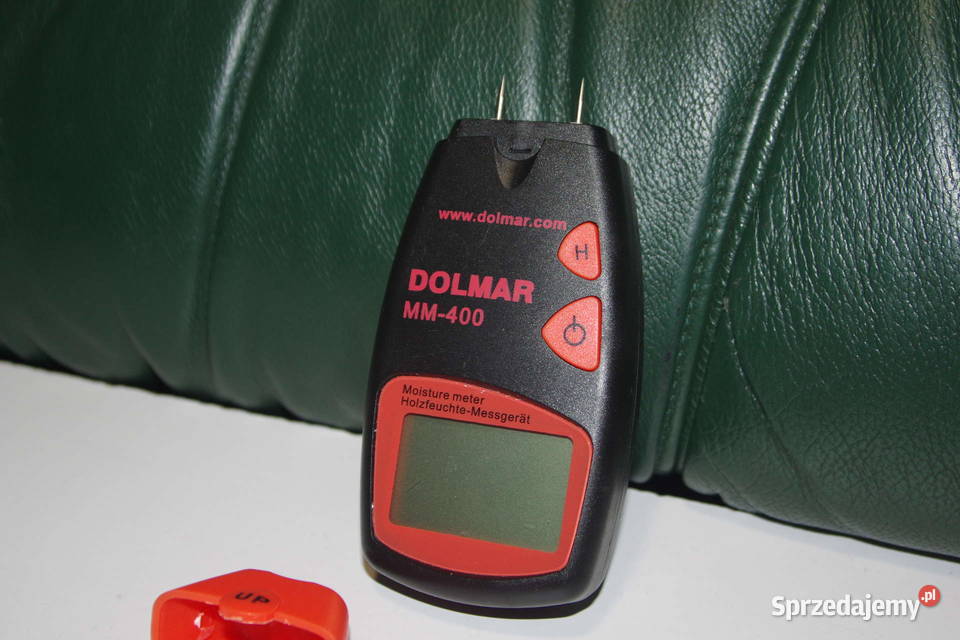 www.dolmar.com
H
DOLMAR
MM-400
Moisture meter
Holzfeuchte-Messgerät
UP
Sprzedajemy.pl